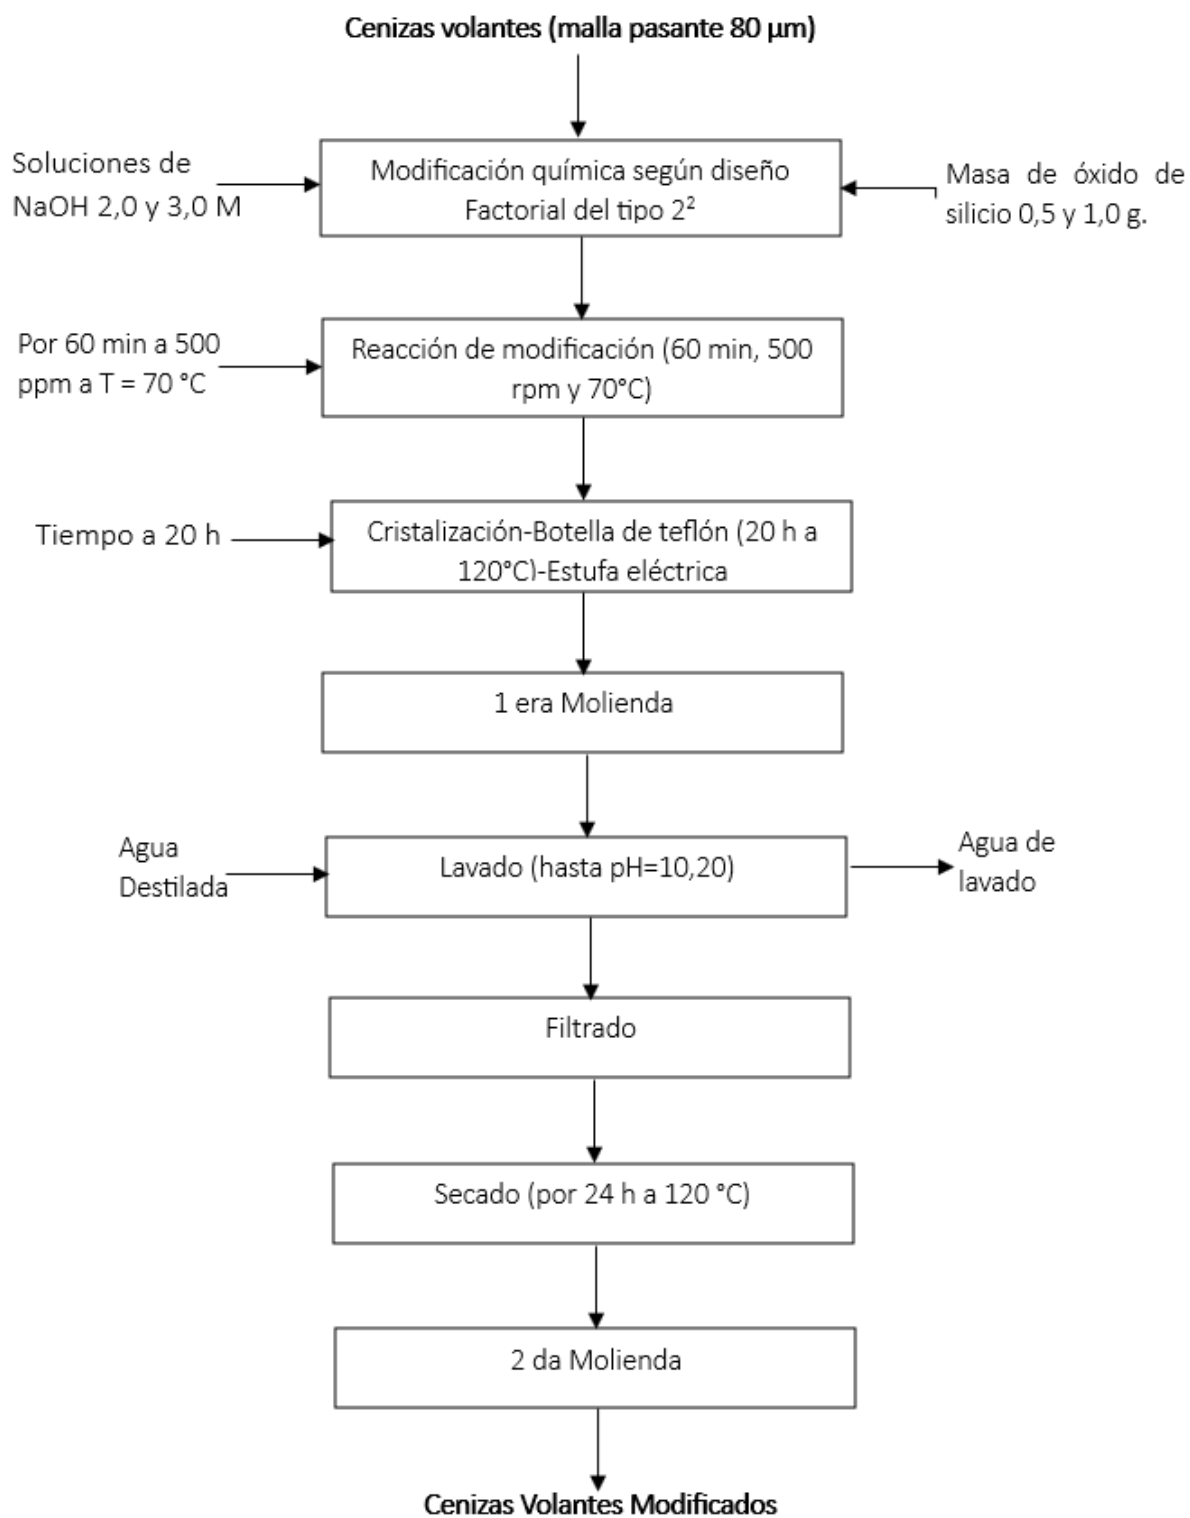 Cenizas volantes (malla pasante 80 µm)
Soluciones de
NaOH 2,0 y 3,0 M
Modificación química según diseño
Factorial del tipo 2²
Masa de óxido de
silicio 0,5 y 1,0 g.
Por 60 min a 500
ppm a T = 70 °C
Reacción de modificación (60 min, 500
rpm y 70°C)
Tiempo a 20 h
Cristalización-Botella de teflón (20 h a
120°C)-Estufa eléctrica
1 era Molienda
Agua
Destilada
Lavado (hasta pH=10,20)
Agua de
lavado
Filtrado
Secado (por 24 h a 120 °C)
2 da Molienda
Cenizas Volantes Modificados